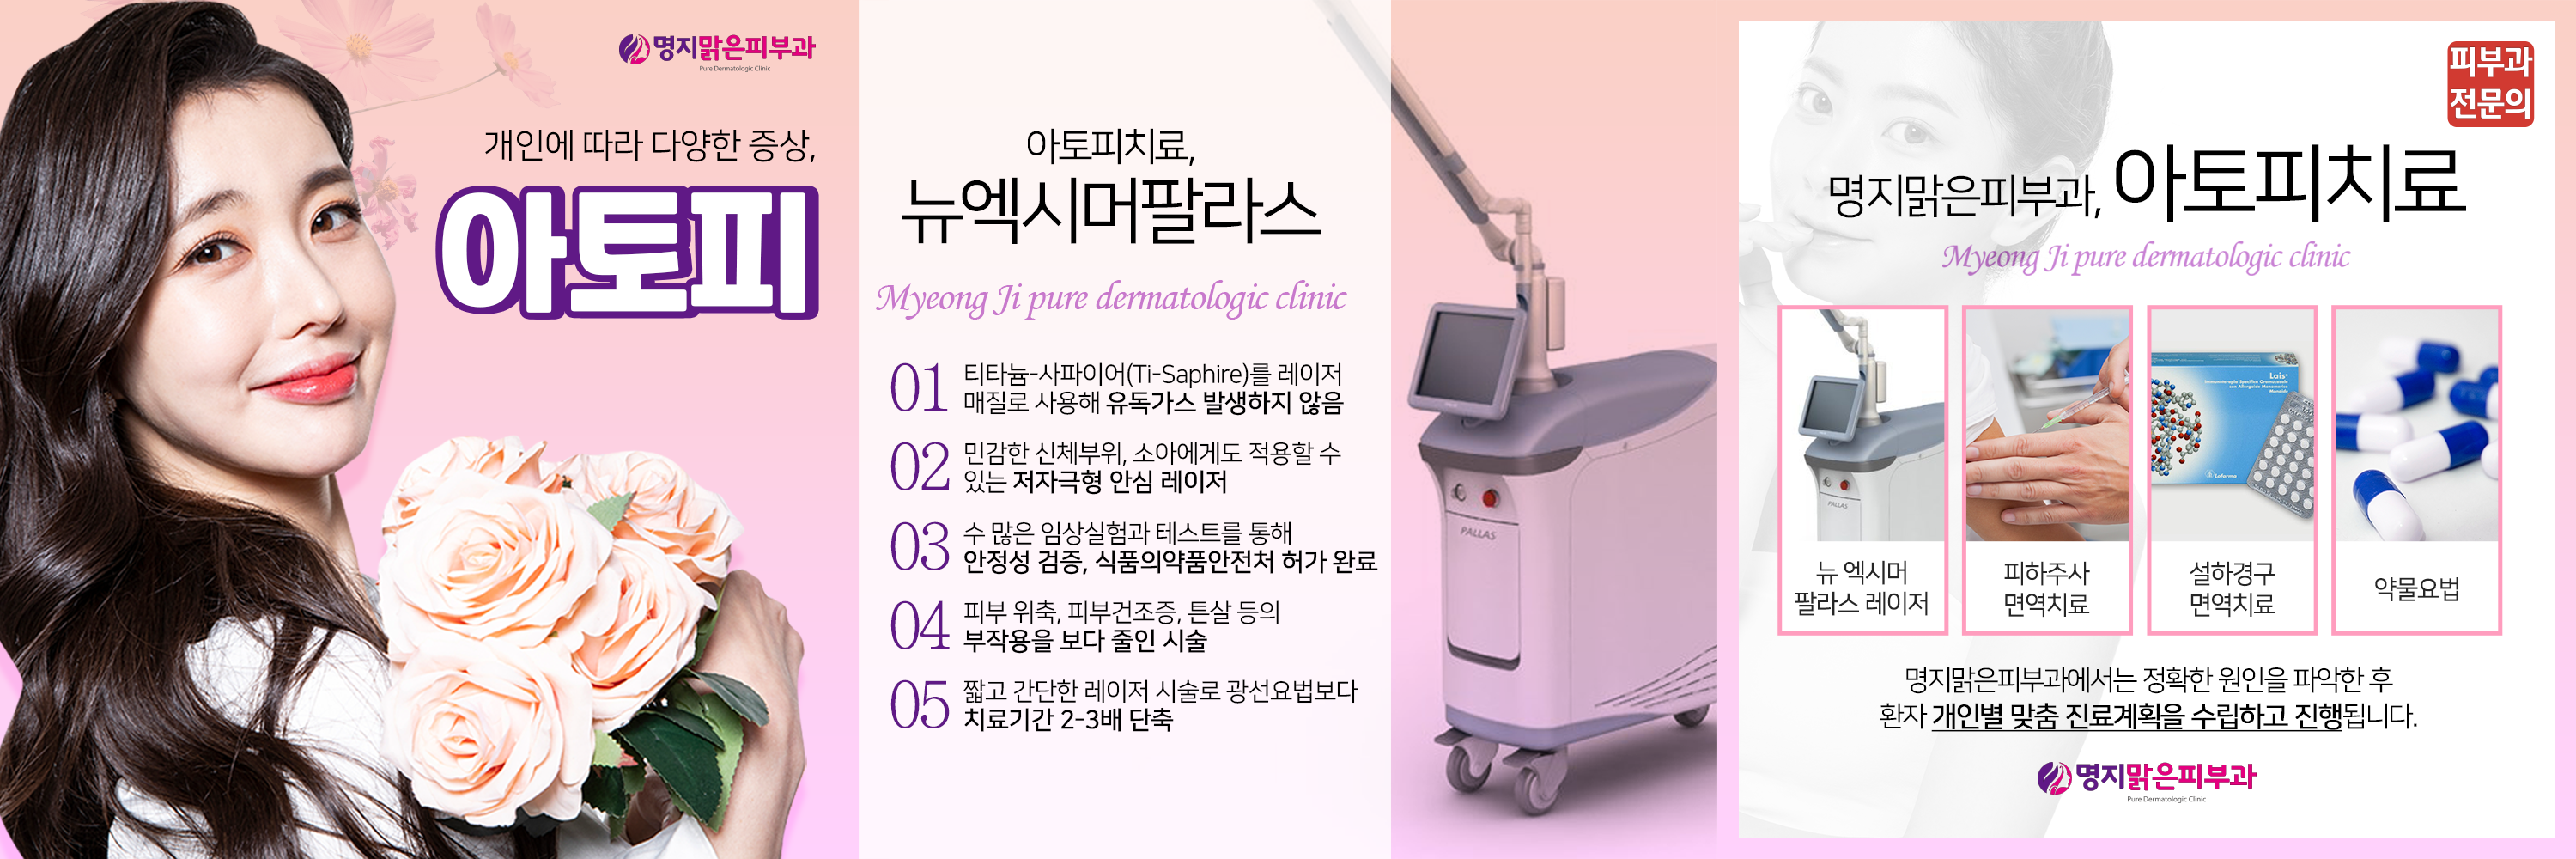 명지맑은피부과
Pure Dermatologic Clinic
개인에 따라 다양한 증상,
아토피
아토피치료,
뉴엑시머팔라스
Myeong Ji pure dermatologic clinic
01 티타늄-사파이어(Ti-Saphire)를 레이저
매질로 사용해 유독가스 발생하지 않음
02 민감한 신체부위, 소아에게도 적용할 수
있는 저자극형 안심 레이저
03 수 많은 임상실험과 테스트를 통해
안정성 검증, 식품의약품안전처 허가 완료
04 피부 위축, 피부건조증, 튼살 등의
부작용을 보다 줄인 시술
05 짧고 간단한 레이저 시술로 광선요법보다
치료기간 2-3배 단축
PALLAS
피부과
전문의
명지맑은피부과, 아토피치료
Myeong Ji pure dermatologic clinic
PALLAS
Lais
Immunoterapia Specifica Oromucosale
con Allergoide Monomerico
Lofarma
뉴 엑시머
팔라스 레이저
피하주사
면역치료
설하경구
면역치료
약물요법
명지맑은피부과에서는 정확한 원인을 파악한 후
환자 개인별 맞춤 진료계획을 수립하고 진행됩니다.
명지맑은피부과
Pure Dermatologic Clinic